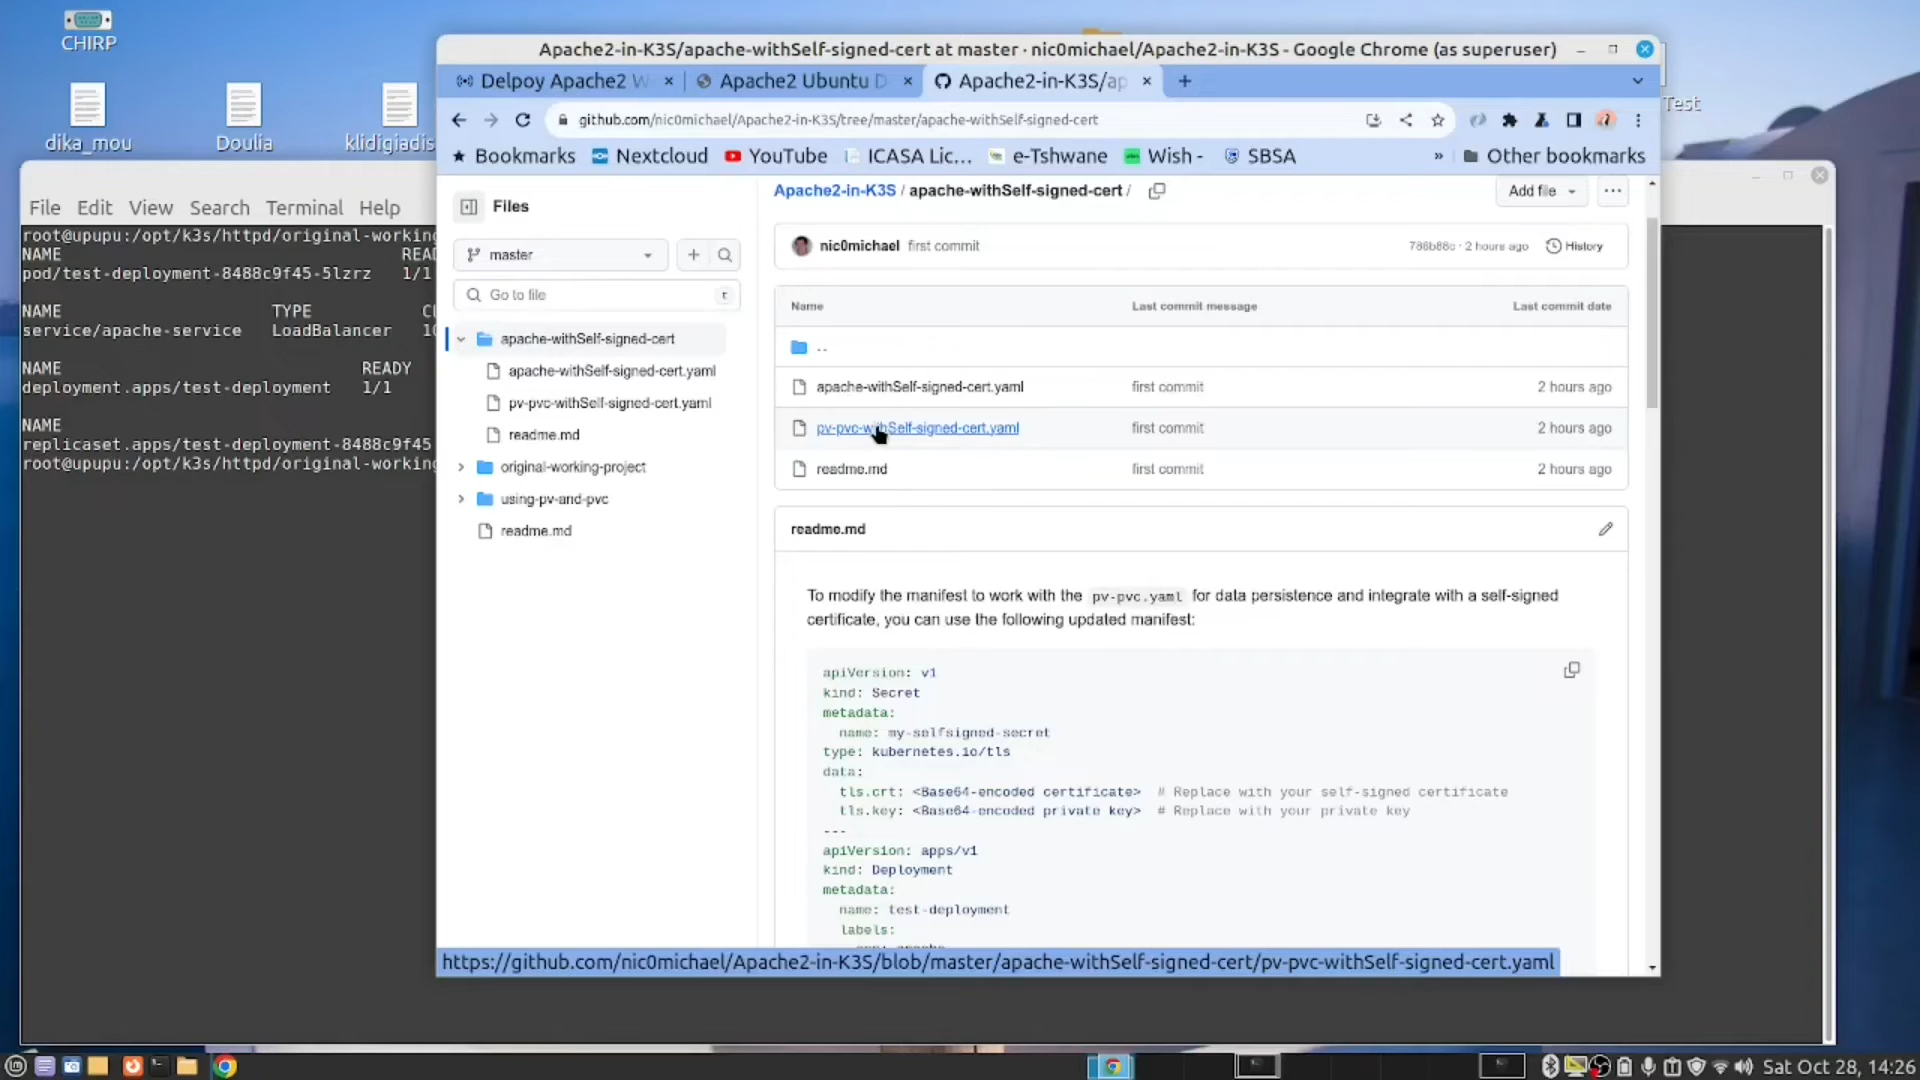 CHIRP
dika_mou
Doulia
klidigiadis
Test
Apache2-in-K3S/apache-withSelf-signed-cert at master · nic0michael/Apache2-in-K3S - Google Chrome (as superuser)
Delpoy Apache2 W
Apache2 Ubuntu D
Apache2-in-K3S/ap
github.com/nic0michael/Apache2-in-K3S/tree/master/apache-withSelf-signed-cert
Bookmarks
Nextcloud
YouTube
ICASA Lic...
e-Tshwane
Wish -
SBSA
»
Other bookmarks
File Edit View Search Terminal Help
root@upupu:/opt/k3s/httpd/original-working
NAME READ
pod/test-deployment-8488c9f45-5lzrz 1/1
NAME TYPE CL
service/apache-service LoadBalancer 10
NAME READY
deployment.apps/test-deployment 1/1
NAME
replicaset.apps/test-deployment-8488c9f45
root@upupu:/opt/k3s/httpd/original-working
Files
master
Go to file
t
apache-withSelf-signed-cert
apache-withSelf-signed-cert.yaml
pv-pvc-withSelf-signed-cert.yaml
readme.md
original-working-project
using-pv-and-pvc
readme.md
Apache2-in-K3S / apache-withSelf-signed-cert /
Add file
...
nic0michael first commit
· 2 hours ago
History
Name Last commit message Last commit date
..
apache-withSelf-signed-cert.yaml first commit 2 hours ago
pv-pvc-withSelf-signed-cert.yaml first commit 2 hours ago
readme.md first commit 2 hours ago
readme.md
To modify the manifest to work with the pv-pvc.yaml for data persistence and integrate with a self-signed
certificate, you can use the following updated manifest:
apiVersion: v1
kind: Secret
metadata:
name: my-selfsigned-secret
type: kubernetes.io/tls
data:
tls.crt: <Base64-encoded certificate> # Replace with your self-signed certificate
tls.key: <Base64-encoded private key> # Replace with your private key
---
apiVersion: apps/v1
kind: Deployment
metadata:
name: test-deployment
labels:
https://github.com/nic0michael/Apache2-in-K3S/blob/master/apache-withSelf-signed-cert/pv-pvc-withSelf-signed-cert.yaml
Sat Oct 28, 14:26